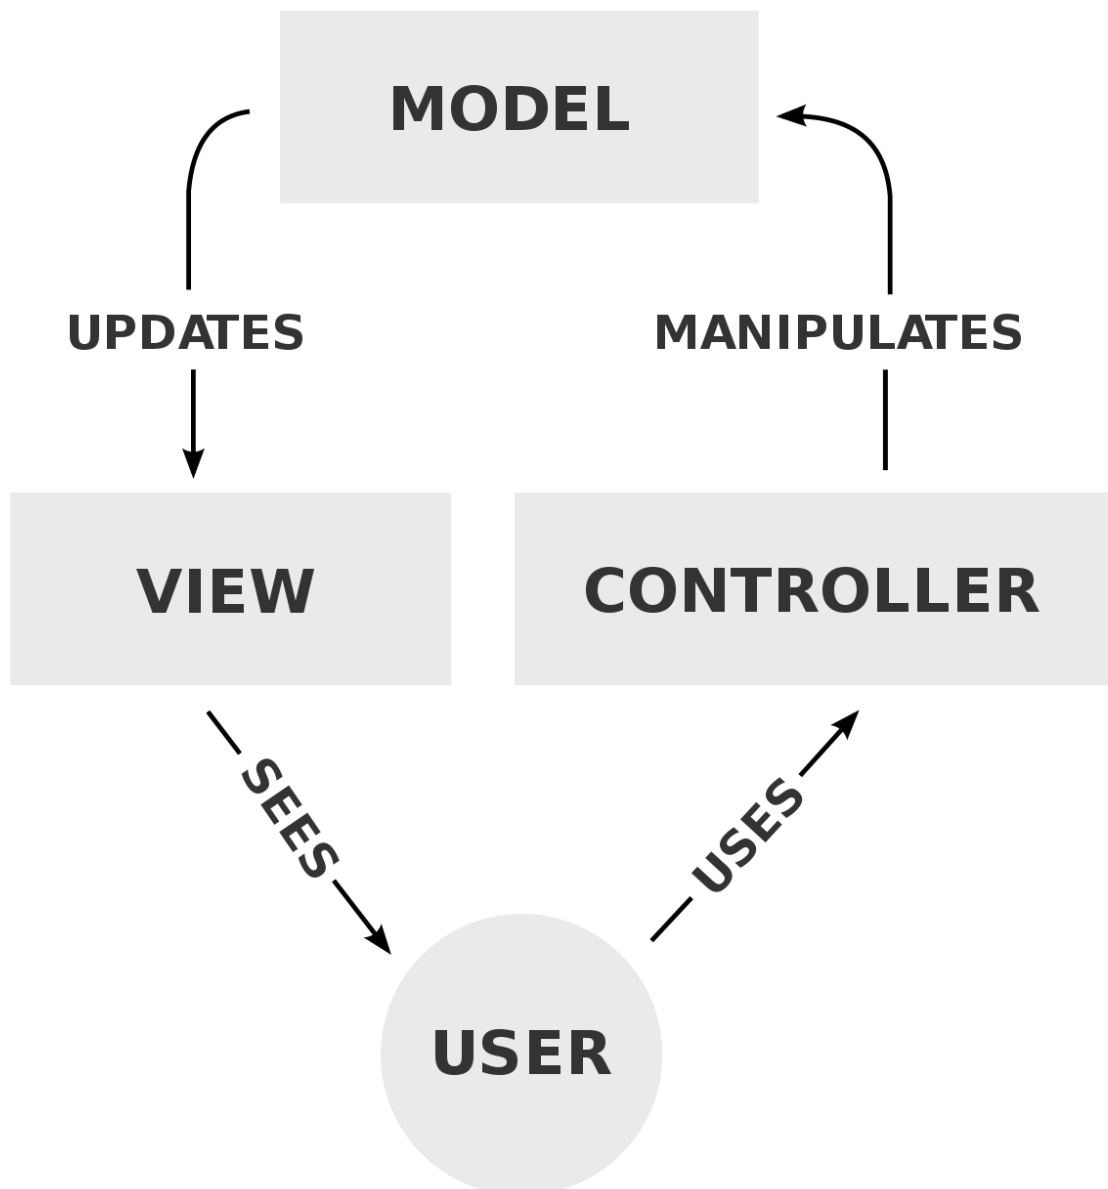 MODEL
UPDATES
MANIPULATES
VIEW
CONTROLLER
SEES
USES
USER